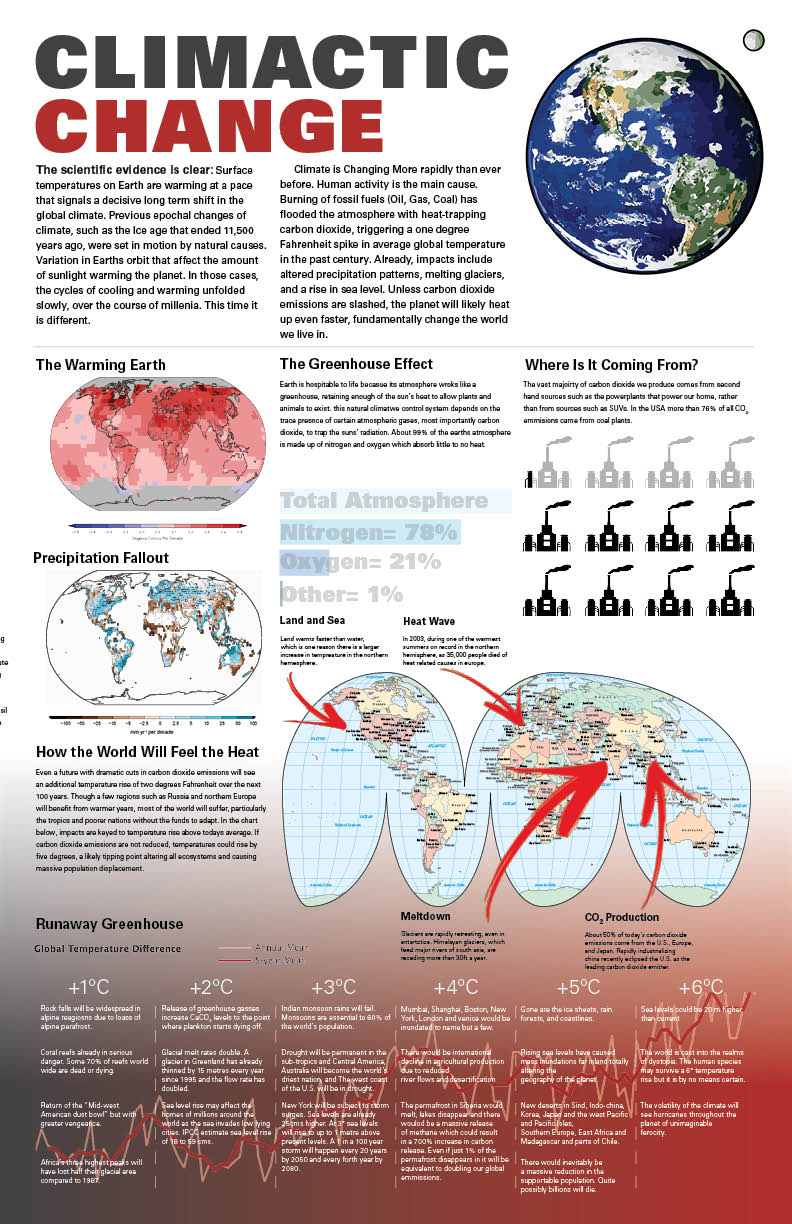 CLIMACTIC
CHANGE
The scientific evidence is clear: Surface
temperatures on Earth are warming at a pace
that signals a decisive long term shift in the
global climate. Previous epochal changes of
climate, such as the Ice age that ended 11,500
years ago, were set in motion by natural causes.
Variation in Earths orbit that affect the amount
of sunlight warming the planet. In those cases,
the cycles of cooling and warming unfolded
slowly, over the course of millenia. This time it
is different.
Climate is Changing More rapidly than ever
before. Human activity is the main cause.
Burning of fossil fuels (Oil, Gas, Coal) has
flooded the atmosphere with heat-trapping
carbon dioxide, triggering a one degree
Fahrenheit spike in average global temperature
in the past century. Already, impacts include
altered precipitation patterns, melting glaciers,
and a rise in sea level. Unless carbon dioxide
emissions are slashed, the planet will likely heat
up even faster, fundamentally change the world
we live in.
The Warming Earth
Precipitation Fallout
-100 -50 -25 -10 -5 -2.5 0 2.5 5 10 25 50 100
mm yr⁻¹ per decade
The Greenhouse Effect
Earth is hospitable to life becasue its atmosphere wroks like a
greenhouse, retaining enough of the sun's heat to allow plants and
animals to exist. this natural climatwe control system depends on the
trace presnce of certain atmospheric gases, most importantly carbon
dioxide, to trap the suns' radiation. About 99% of the earths atmosphere
is made up of nitrogen and oxygen which absorb little to no heat.
Total Atmosphere
Nitrogen= 78%
Oxygen= 21%
Other= 1%
Where Is It Coming From?
The vast majoirty of carbon dioxide we produce comes from second
hand sources such as the powerplants that power our home, rather
than from sources such as SUVs. In the USA more than 76% of all CO₂
emmisions came from coal plants.
Land and Sea
Land warms faster than water,
which is one reason there is a larger
increase in tempreature in the northern
hemesphere.
Heat Wave
In 2003, during one of the warmest
summers on record in the northern
hemisphere, as 35,000 people died of
heat related causes in europe.
How the World Will Feel the Heat
Even a future with dramatic cuts in carbon dioxide emissions will see
an additional temperature rise of two degrees Fahrenheit over the next
100 years. Though a few regions such as Russia and northern Europe
will benefit from warmer years, most of the world will suffer, particularly
the tropics and poorer nations without the funds to adapt. In the chart
below, impacts are keyed to temperature rise above todays average. If
carbon dioxide emissions are not reduced, temperatures could rise by
five degrees, a likely tipping point altering all ecosystems and causing
massive population displacement.
Meltdown
Glaciers are rapidly retreating, even in
antarticica. Himalayan glaciers, which
feed majpr rivers of south asia, are
receding more than 30ft a year.
CO₂ Production
About 50% of today's carbon dioxide
emissions come from the U.S., Europe,
and Japan. Rapidly industrializing
china recently eclipsed the U.S. as the
leading carbon dioxide emitter.
Runaway Greenhouse
Global Temperature Difference
Annual Mean
5-year Mean
+1ºC
Rock falls will be widespread in
alpine reagiosns due to loass of
alpine perafrost.
Coral reefs already in serious
danger. Some 70% of reels world
wide are dead or dying.
Return of the "Mid-west
American dust bowl" but with
greater vengeance.
Africa's three highest peaks will
have lost half their glacial area
compared to 1987.
+2ºC
Release of greenhouse gasses
increase CaCO₃ levels to the point
where plankton starts dying off.
Glacial melt rates double. A
glacier in Greenland has already
thinned by 15 metres every year
since 1995 and the flow rate has
doubled.
Sea level rise may affect the
homes of millions around the
world as the sea invades low lying
cities. IPCC estimate sea level rise
of 18 to 59 cms.
+3ºC
Indian monsoon rains will fail.
Monsoons are essential to 60% of
the world's population.
Drought will be permanent in the
sub-tropics and Central America,
Australia will become the world's
driest nation, and The west coast
of the U.S. will be in drought.
New York will be subject to storm
surges. Sea levels are already
25cms higher. At 3° sea levels
will rise to up to 1 metre above
present levels. A 1 in a 100 year
storm will happen every 20 years
by 2050 and every forth year by
2080.
+4ºC
Mumbai, Shanghai, Boston, New
York, London and venice would be
inundated to name but a few.
There would be international
decline in agricultural production
due to reduced
river flows and desertification
The permafrost in Siberia would
melt, lakes disappear and there
would be a massive release
of methane which could result
in a 700% increase in carbon
release. Even if just 1% of the
permafrost disappears in it will be
equivalent to doubling our global
emmissions.
+5ºC
Gone are the ice sheets, rain
forests, and coastlines.
Rising sea levels have caused
mass inundations far inland totally
altering the
geography of the planet
New deserts in Sind, Indo-china,
Korea, Japan and the west Pacific
and Pacific Isles,
Southern Europe, East Africa and
Madagascar and parts of Chile.
There would inevitably be
a massive reduction in the
supportable population. Quite
possibly billions will die.
+6ºC
Sea levels could be 20 m higher
than current
The world is cast into the realms
of dystopia. The human species
may survive a 6° temperature
rise but it is by no means certain.
The volatility of the climate will
see hurricanes throughout the
planet of unimaginable
ferocity.